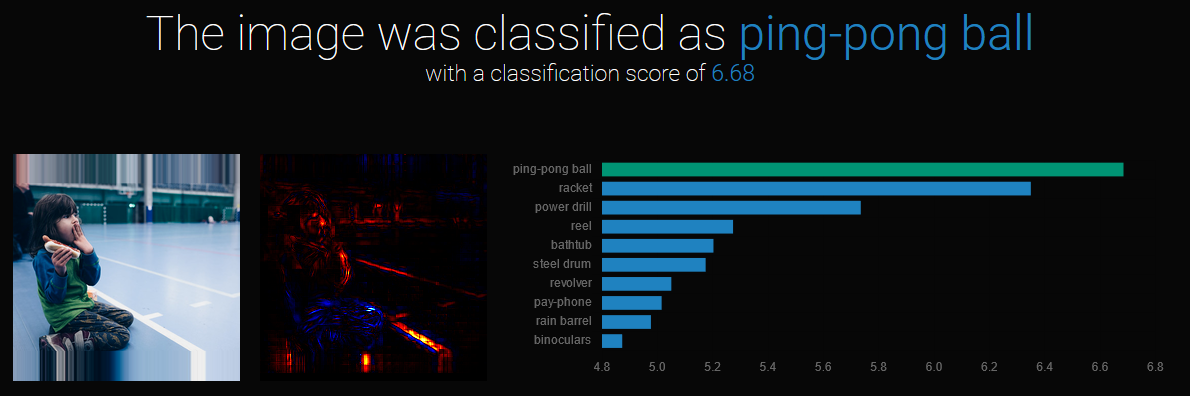 The image was classified as ping-pong ball
with a classification score of 6.68
ping-pong ball
racket
power drill
reel
bathtub
steel drum
revolver
pay-phone
rain barrel
binoculars
4.8 5.0 5.2 5.4 5.6 5.8 6.0 6.2 6.4 6.6 6.8